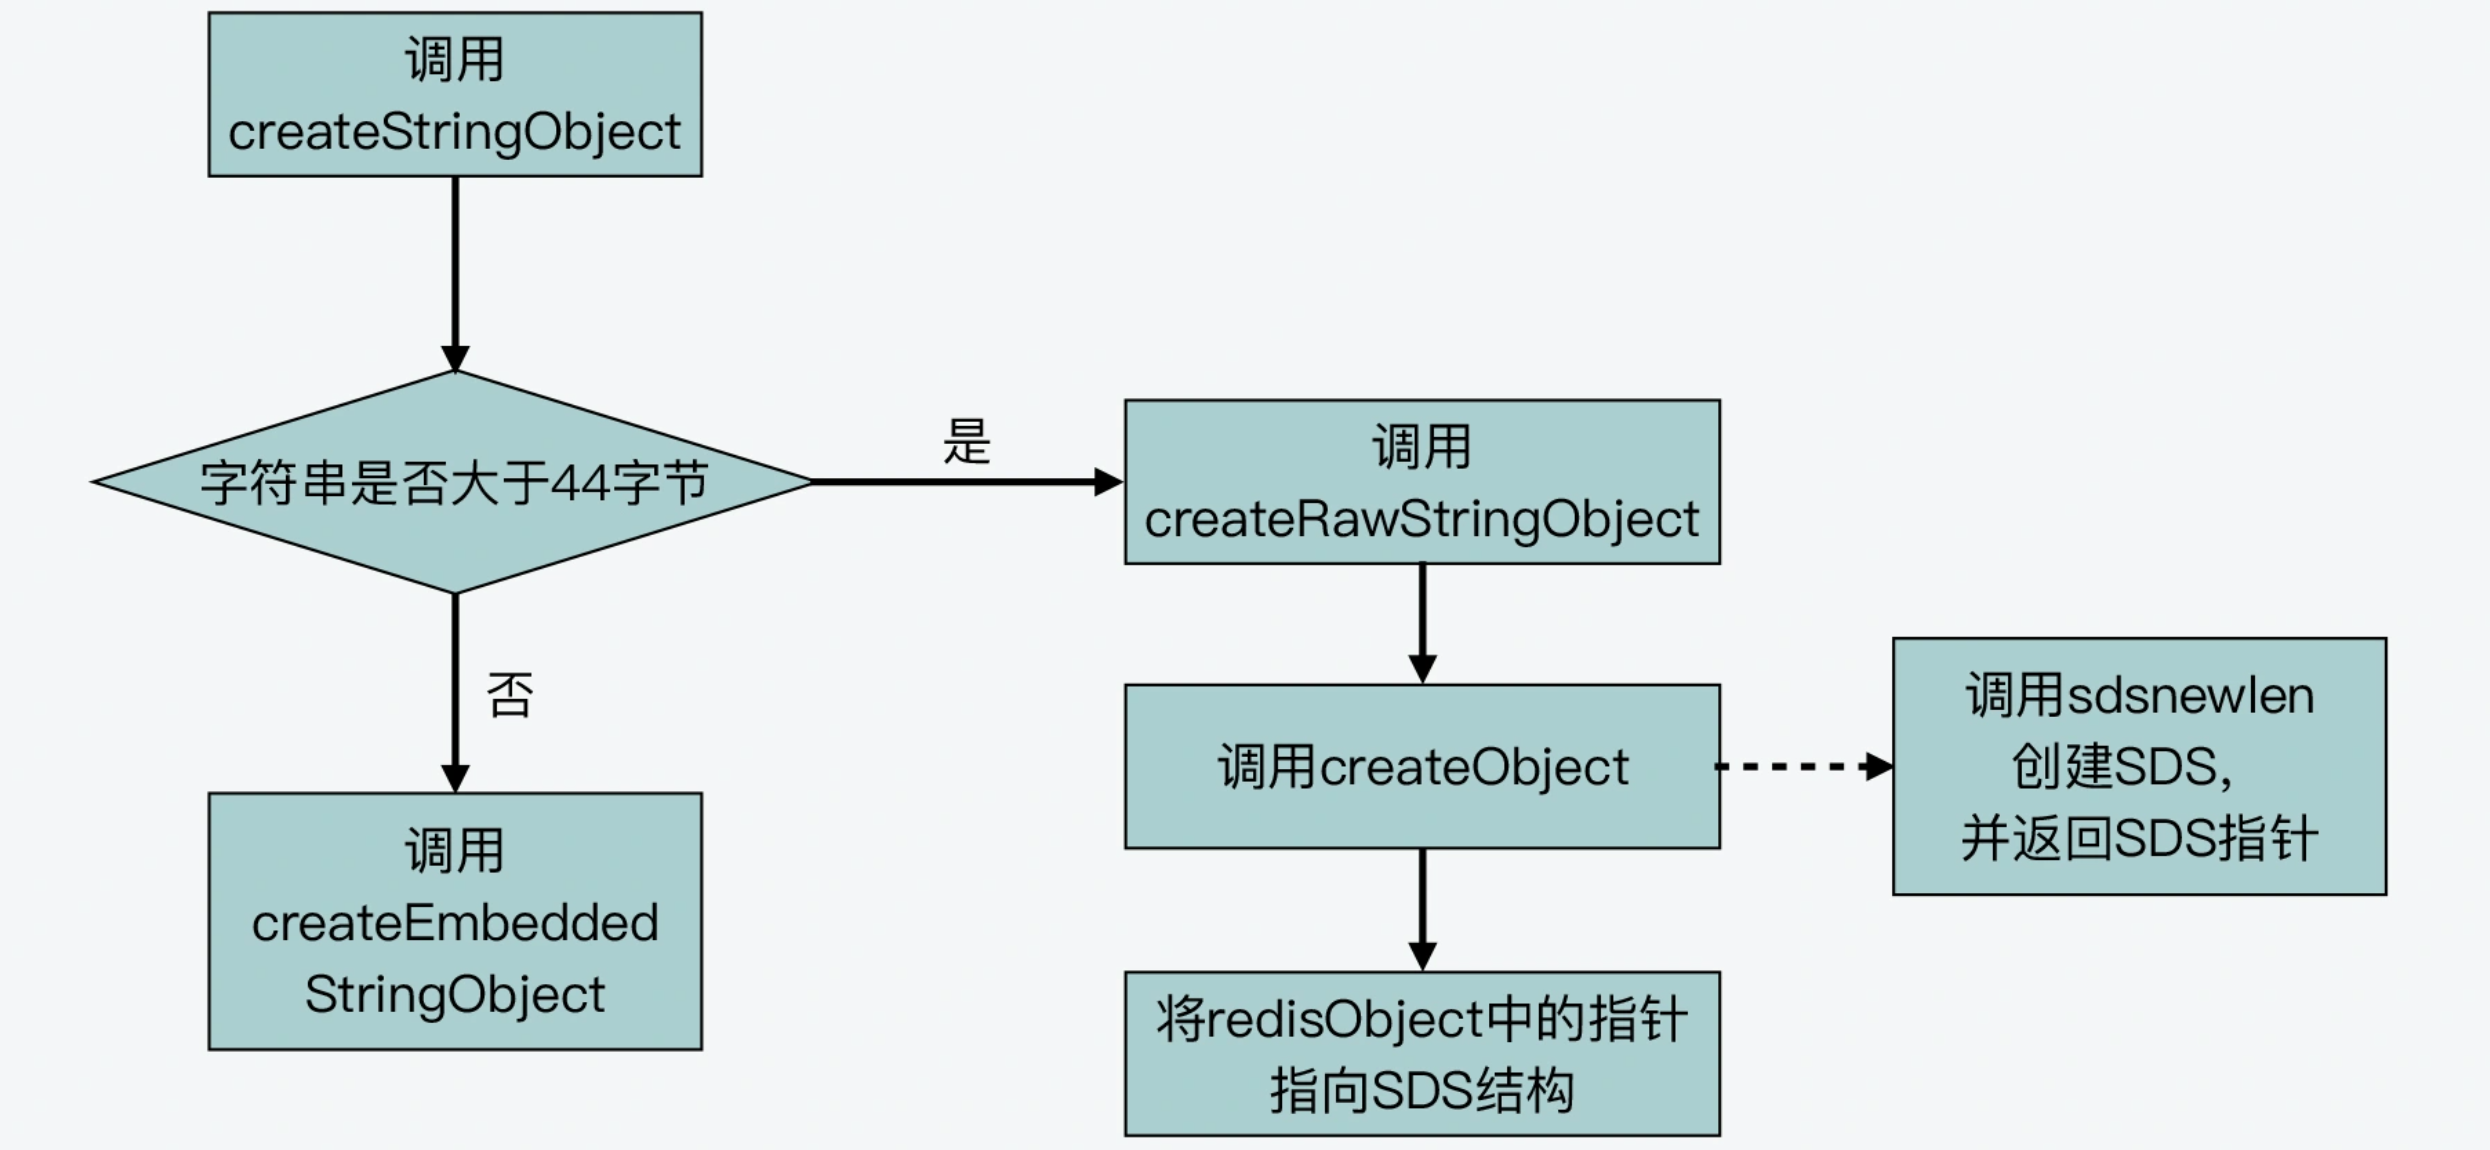 调用
createStringObject
字符串是否大于44字节
是
否
调用
createEmbedded
StringObject
调用
createRawStringObject
调用createObject
调用sdsnewlen
创建SDS，
并返回SDS指针
将redisObject中的指针
指向SDS结构